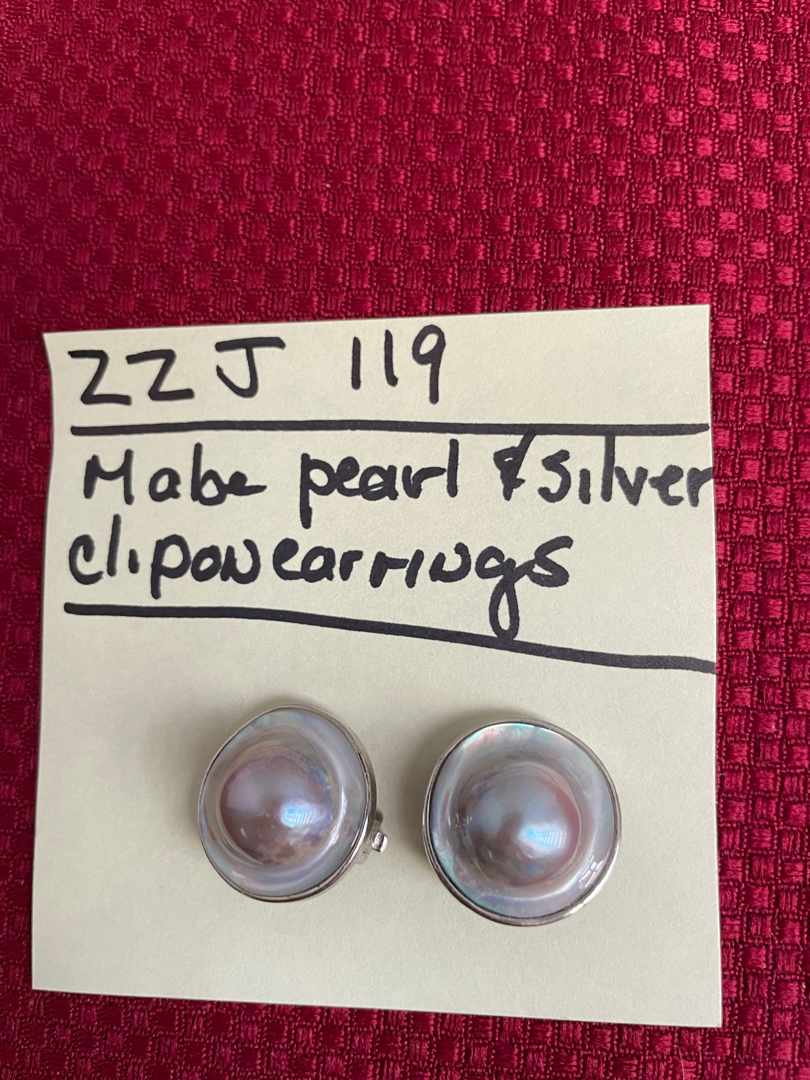 ZZJ 119
Mabe pearl & silver
clipon earrings